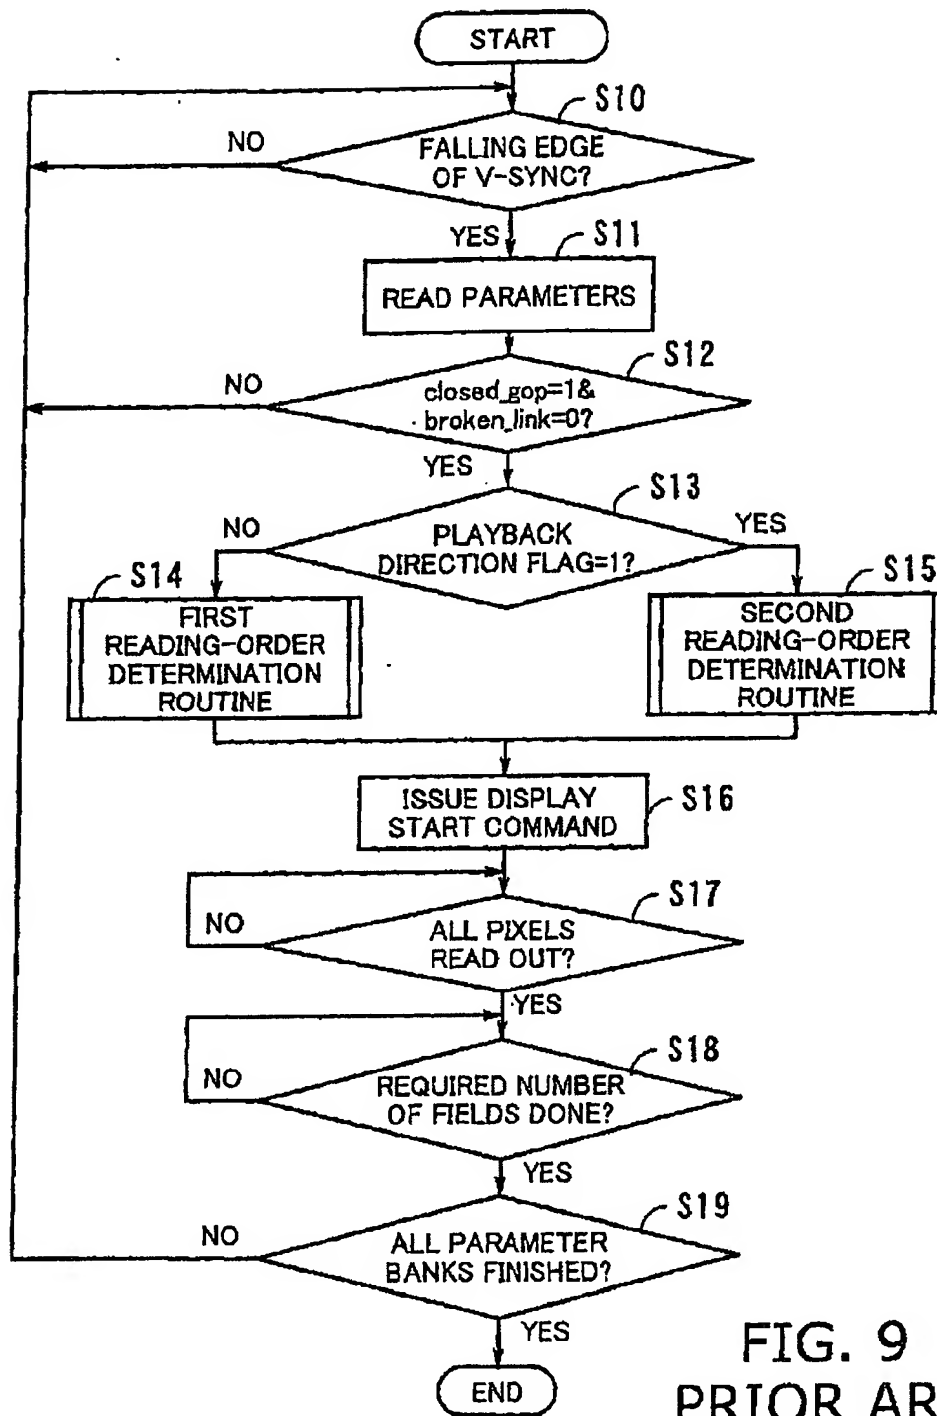 START
S10
NO
FALLING EDGE
OF V-SYNC?
YES
S11
READ PARAMETERS
S12
NO
closed_gop=1&
broken_link=0?
YES
S13
NO
YES
PLAYBACK
DIRECTION FLAG=1?
S14
FIRST
READING-ORDER
DETERMINATION
ROUTINE
S15
SECOND
READING-ORDER
DETERMINATION
ROUTINE
ISSUE DISPLAY
START COMMAND
S16
S17
NO
ALL PIXELS
READ OUT?
YES
S18
NO
REQUIRED NUMBER
OF FIELDS DONE?
YES
S19
NO
ALL PARAMETER
BANKS FINISHED?
YES
END
FIG. 9
PRIOR AR